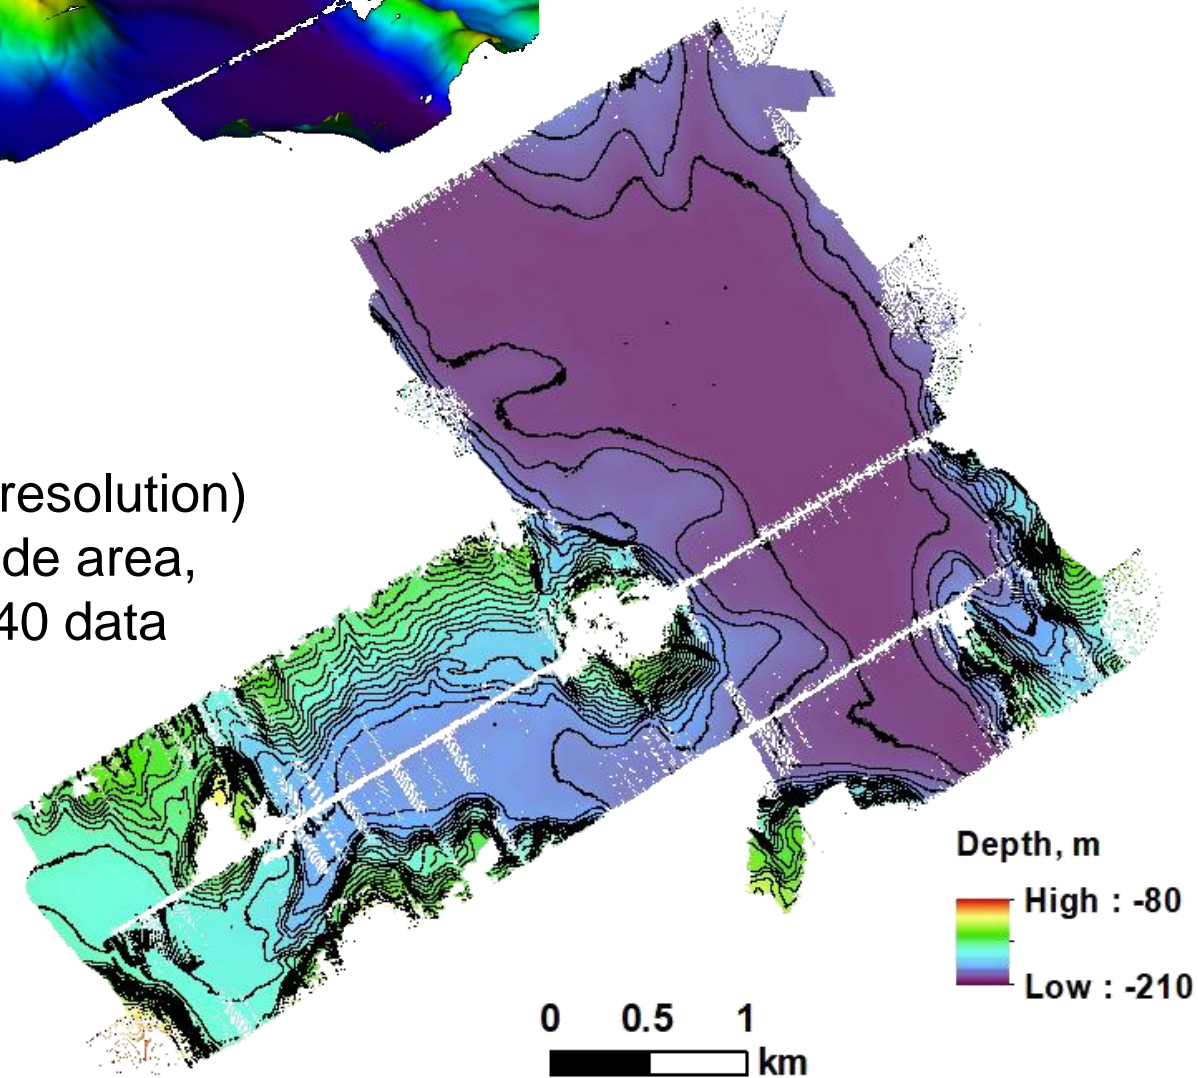 resolution)
de area,
40 data
Depth, m
High : -80
Low : -210
0 0.5 1
km